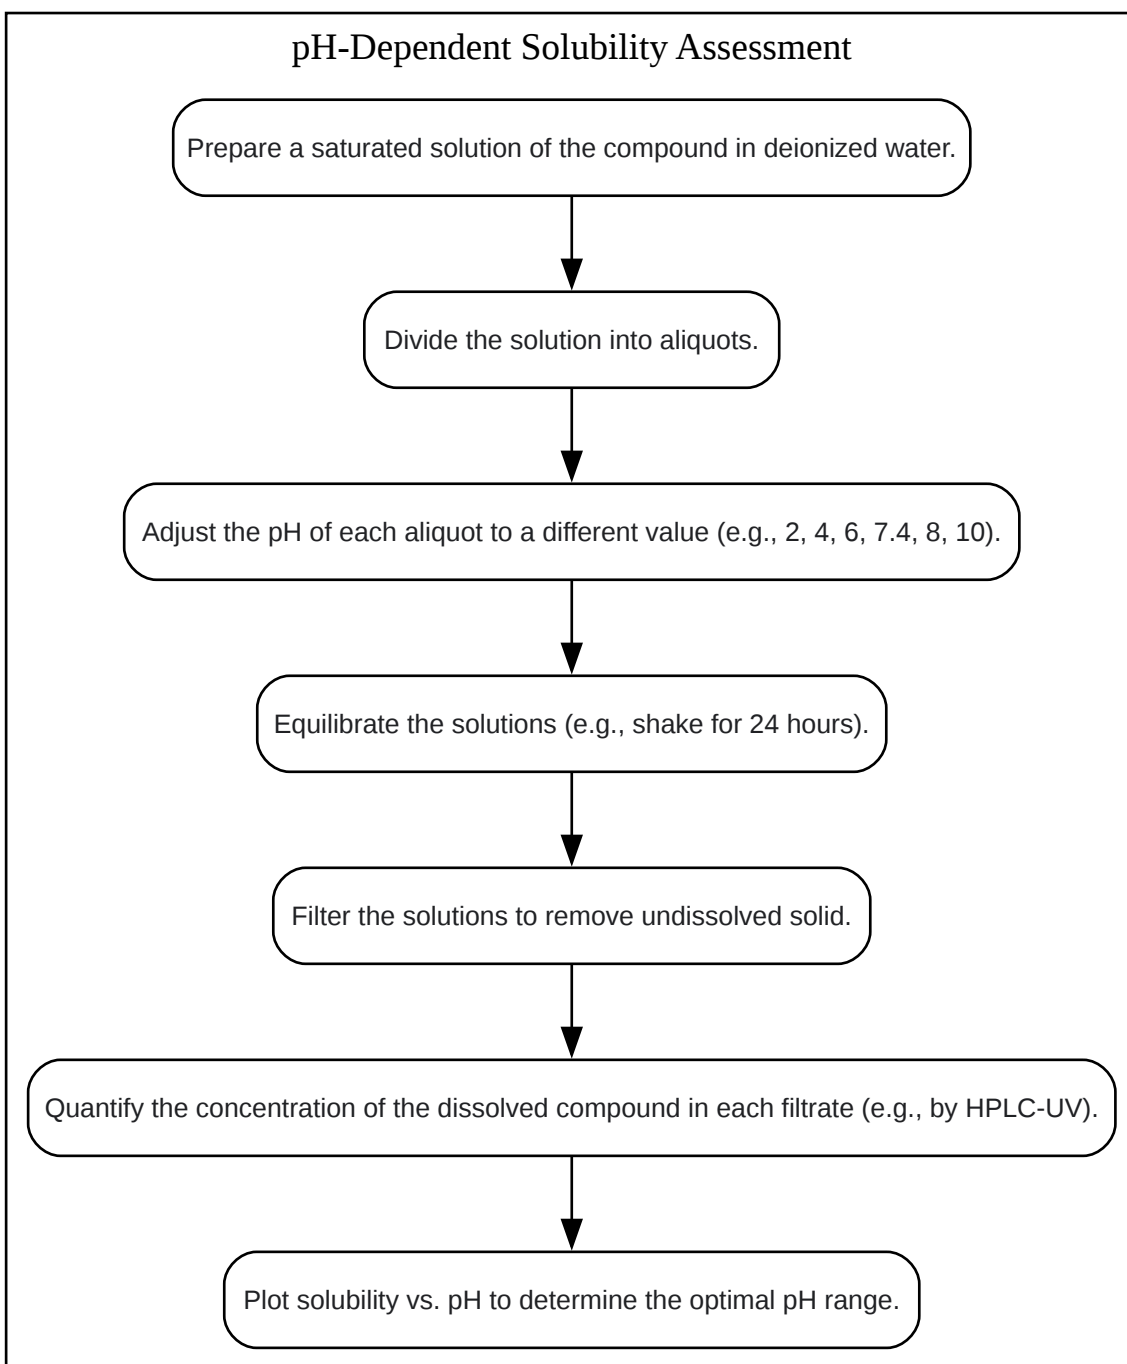 pH-Dependent Solubility Assessment
Prepare a saturated solution of the compound in deionized water.
Divide the solution into aliquots.
Adjust the pH of each aliquot to a different value (e.g., 2, 4, 6, 7.4, 8, 10).
Equilibrate the solutions (e.g., shake for 24 hours).
Filter the solutions to remove undissolved solid.
Quantify the concentration of the dissolved compound in each filtrate (e.g., by HPLC-UV).
Plot solubility vs. pH to determine the optimal pH range.